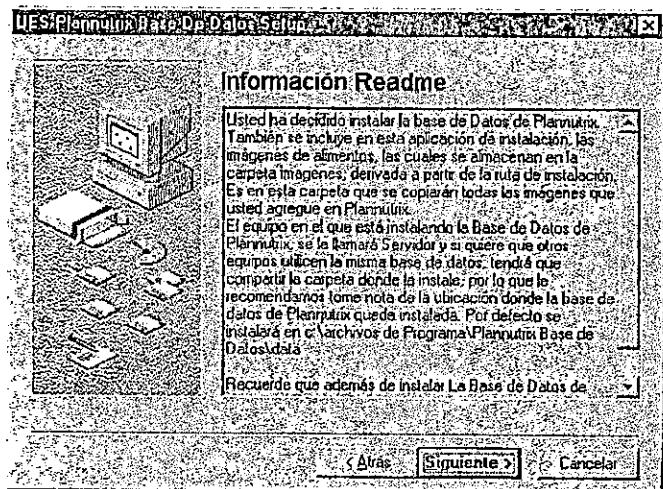 UES-Plannutrix Base De Datos Setup
Información Readme
Usted ha decidido instalar la base de Datos de Plannutrix.
También se incluye en esta aplicación de instalación, las
imágenes de alimentos, las cuales se almacenan en la
carpeta imagenes, derivada a partir de la ruta de instalación.
Es en esta carpeta que se copiarán todas las imagenes que
usted agregue en Plannutrix.
El equipo en el que está instalando la Base de Datos de
Plannutrix, se le llamará Servidor y si quiere que otros
equipos utilicen la misma base de datos, tendrá que
compartir la carpeta donde la instale; por lo que le
recomendamos tome nota de la ubicación donde la base de
datos de Plannutrix queda instalada. Por defecto se
instalará en c:\archivos de Programa\Plannutrix Base de
Datos\data
Recuerde que además de instalar La Base de Datos de
< Atrás
Siguiente >
Cancelar